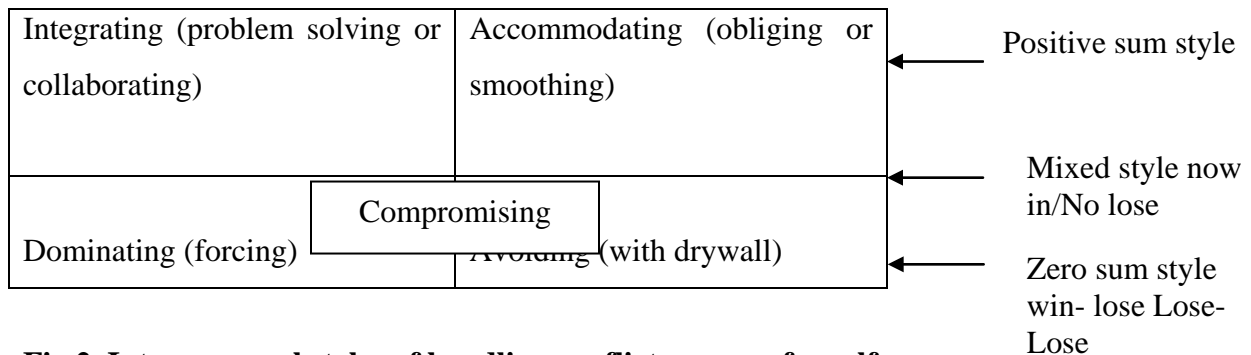 Integrating (problem solving or
collaborating)
Accommodating (obliging or
smoothing)
Positive sum style
Mixed style now
in/No lose
Compromising
Dominating (forcing)
Avoiding (with drywall)
Zero sum style
win- lose Lose-
Lose